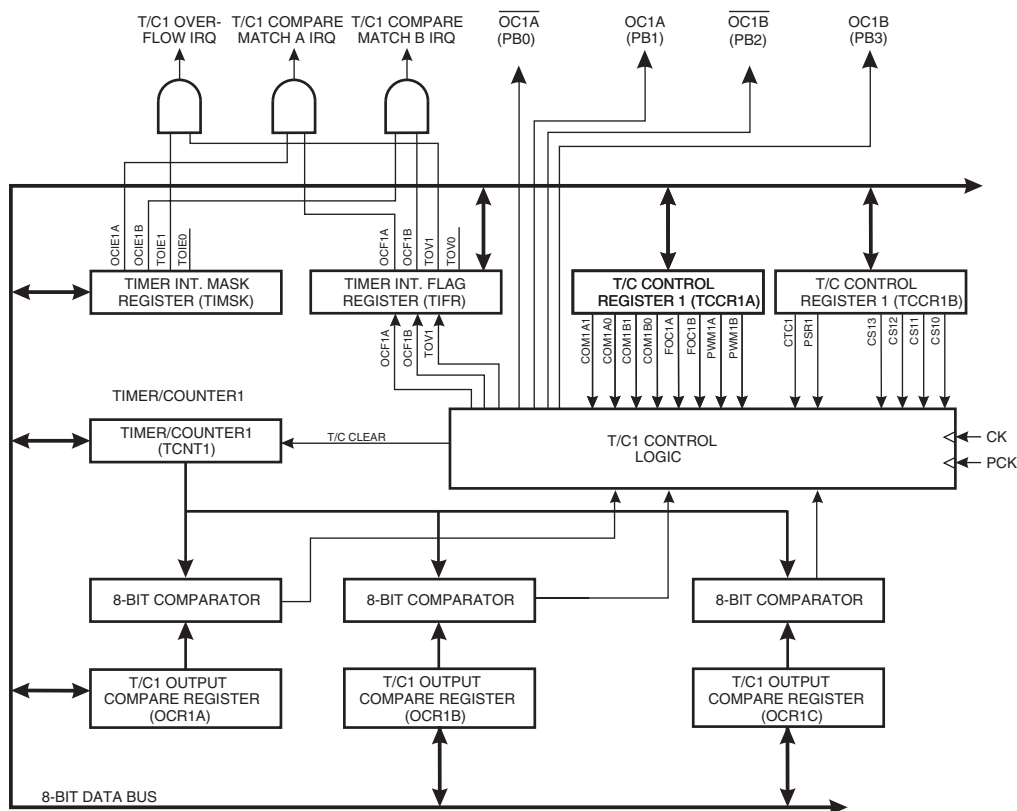 T/C1 OVER-
FLOW IRQ
T/C1 COMPARE
MATCH A IRQ
T/C1 COMPARE
MATCH B IRQ
OC1A
(PB0)
OC1A
(PB1)
OC1B
(PB2)
OC1B
(PB3)
OCIE1A
OCIE1B
TOIE1
TOIE0
OCF1A
OCF1B
TOV1
TOV0
TIMER INT. MASK
REGISTER (TIMSK)
TIMER INT. FLAG
REGISTER (TIFR)
T/C CONTROL
REGISTER 1 (TCCR1A)
T/C CONTROL
REGISTER 1 (TCCR1B)
OCF1A
OCF1B
TOV1
COM1A1
COM1A0
COM1B1
COM1B0
FOC1A
FOC1B
PWM1A
PWM1B
CTC1
PSR1
CS13
CS12
CS11
CS10
TIMER/COUNTER1
TIMER/COUNTER1
(TCNT1)
T/C CLEAR
T/C1 CONTROL
LOGIC
CK
PCK
8-BIT COMPARATOR
8-BIT COMPARATOR
8-BIT COMPARATOR
T/C1 OUTPUT
COMPARE REGISTER
(OCR1A)
T/C1 OUTPUT
COMPARE REGISTER
(OCR1B)
T/C1 OUTPUT
COMPARE REGISTER
(OCR1C)
8-BIT DATA BUS